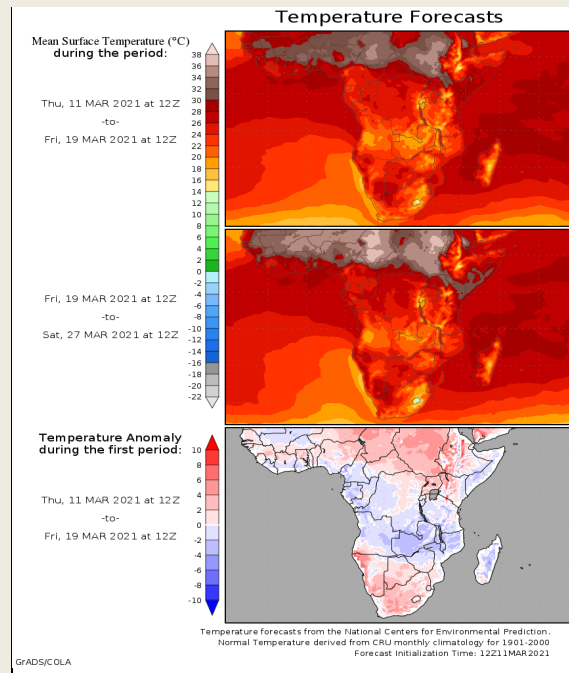 Temperature Forecasts
Mean Surface Temperature (°C)
during the period:
Thu, 11 MAR 2021 at 12Z
-to-
Fri, 19 MAR 2021 at 12Z
38
36
34
32
30
28
26
24
22
20
18
16
14
12
10
8
6
4
2
0
-2
-4
-6
-8
-10
-12
-14
-16
-18
-20
-22
Fri, 19 MAR 2021 at 12Z
-to-
Sat, 27 MAR 2021 at 12Z
Temperature Anomaly
during the first period:
Thu, 11 MAR 2021 at 12Z
-to-
Fri, 19 MAR 2021 at 12Z
10
8
6
4
2
0
-2
-4
-6
-8
-10
Temperature forecasts from the National Centers for Environmental Prediction.
Normal Temperature derived from CRU monthly climatology for 1901-2000
Forecast Initialization Time: 12Z11MAR2021
GrADS/COLA